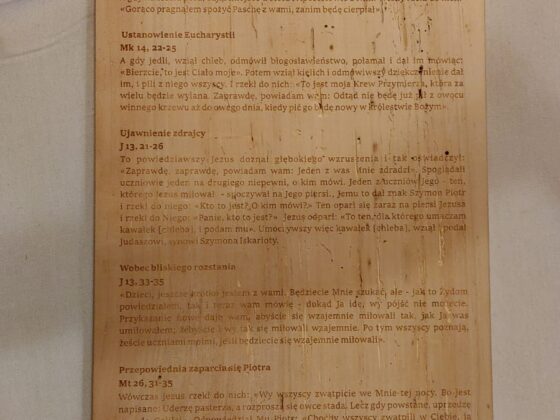 «Gorąco pragnąłem spożyć Paschę z wami, zanim będę cierpiał».
Ustanowienie Eucharystii
Mk 14, 22-25
A gdy jedli, wziął chleb, odmówił błogosławieństwo, połamał i dał im mówiąc:
«Bierzcie, to jest Ciało moje». Potem wziął kielich i odmówiwszy dziękczynienie dał
im, i pili z niego wszyscy. I rzekł do nich: «To jest moja Krew Przymierza, która za
wielu będzie wylana. Zaprawdę, powiadam wam: Odtąd nie będę już pił z owocu
winnego krzewu aż do owego dnia, kiedy pić go będę nowy w Królestwie Bożym».
Ujawnienie zdrajcy
J 13, 21-26
To powiedziawszy Jezus doznał głębokiego wzruszenia i tak oświadczył:
«Zaprawdę, zaprawdę, powiadam wam: Jeden z was Mnie zdradzi». Spoglądali
uczniowie jeden na drugiego niepewni, o kim mówi. Jeden z uczniów Jego - ten,
którego Jezus miłował - spoczywał na Jego piersi. Jemu to dał znak Szymon Piotr
i rzekł do niego: «Kto to jest? O kim mówi?» Ten oparł się zaraz na piersi Jezusa
i rzekł do Niego: «Panie, kto to jest?» Jezus odparł: «To ten, dla którego umaczam
kawałek [chleba], i podam mu». Umoczywszy więc kawałek [chleba], wziął i podał
Judaszowi, synowi Szymona Iskarioty.
Wobec bliskiego rozstania
J 13, 33-35
«Dzieci, jeszcze krótko jestem z wami. Będziecie Mnie szukać, ale - jak to Żydom
powiedziałem, tak i teraz wam mówię - dokąd Ja idę, wy pójść nie możecie.
Przykazanie nowe daję wam, abyście się wzajemnie miłowali tak, jak Ja was
umiłowałem; żebyście i wy tak się miłowali wzajemnie. Po tym wszyscy poznają,
żeście uczniami moimi, jeśli będziecie się wzajemnie miłowali».
Przepowiednia zaparcia się Piotra
Mt 26, 31-35
Wówczas Jezus rzekł do nich: «Wy wszyscy zwątpicie we Mnie tej nocy. Bo jest
napisane: Uderzę pasterza, a rozproszą się owce stada. Lecz gdy powstanę, uprzedzę
Odpowiedział Mu Piotr: «Choćby wszyscy zwątpili w Ciebie, ja